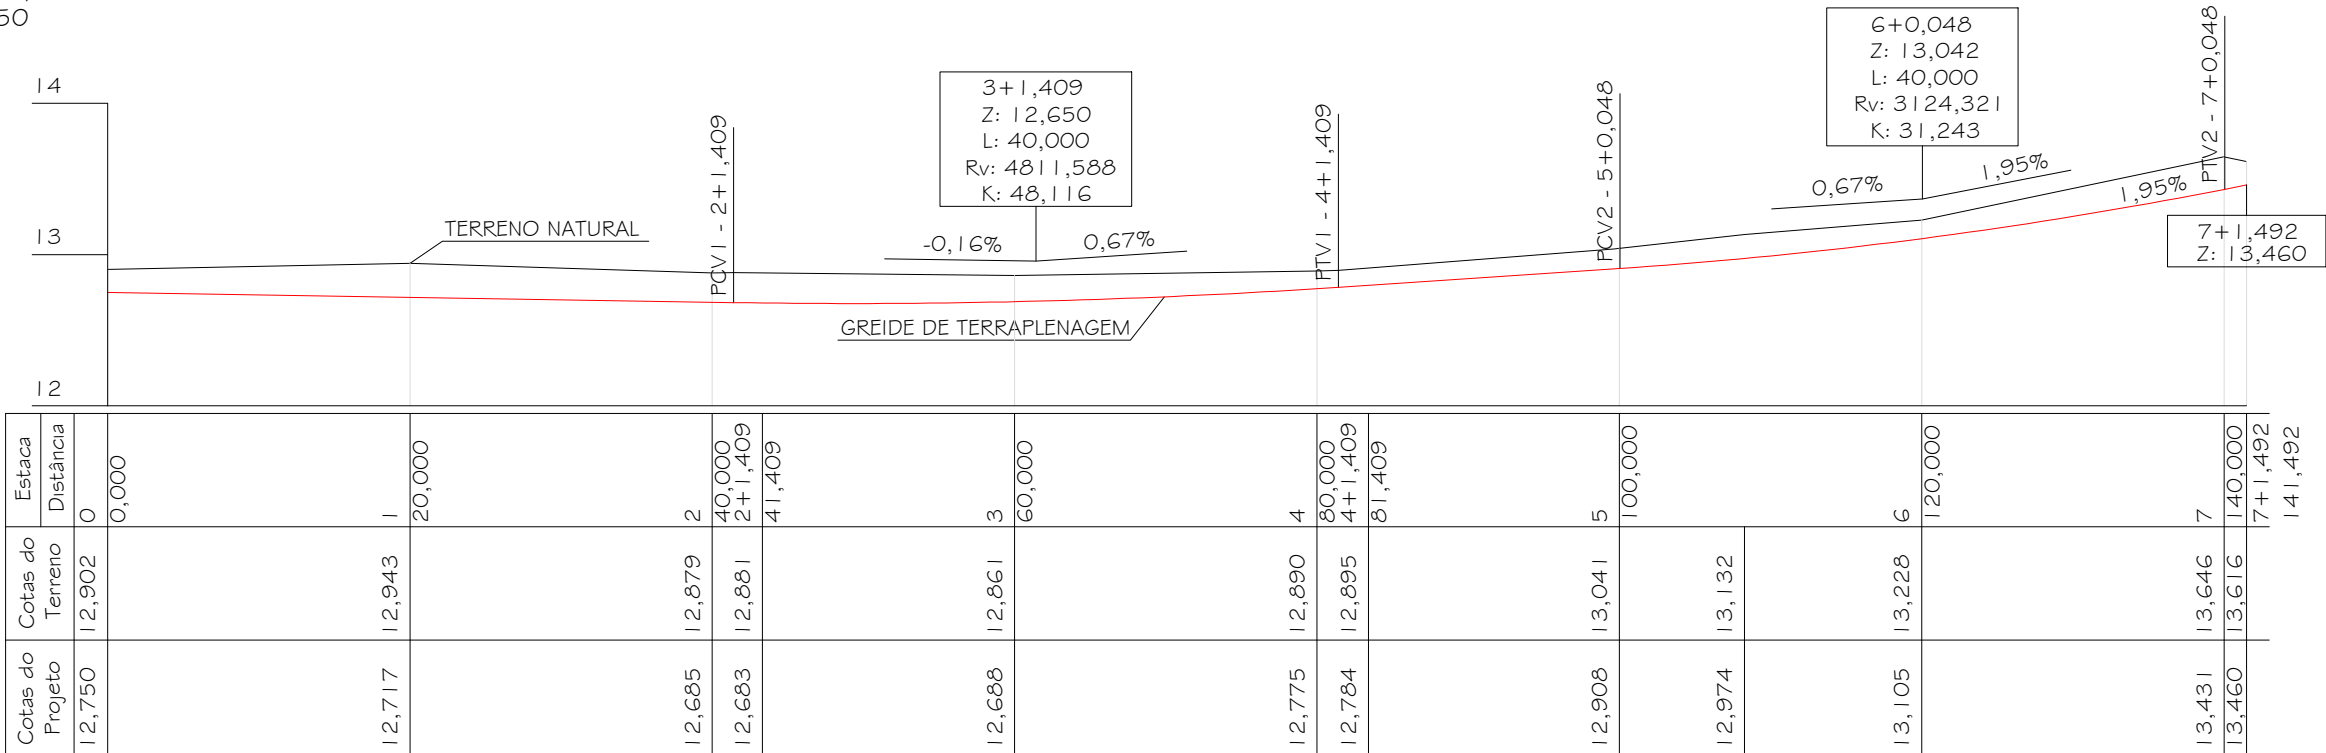 50
14
13
12
TERRENO NATURAL
GREIDE DE TERRAPLENAGEM
PCV1 - 2+1,409
3+1,409
Z: 12,650
L: 40,000
Rv: 4811,588
K: 48,116
-0,16%
0,67%
PTV1 - 4+1,409
PCV2 - 5+0,048
6+0,048
Z: 13,042
L: 40,000
Rv: 3124,321
K: 31,243
0,67%
1,95%
1,95%
PTV2 - 7+0,048
7+1,492
Z: 13,460
Estaca
Distância
0
0,000
1
20,000
2
40,000
2+1,409
41,409
3
60,000
4
80,000
4+1,409
81,409
5
100,000
6
120,000
7
140,000
7+1,492
141,492
Cotas do
Terreno
12,902
12,943
12,879
12,881
12,861
12,890
12,895
13,041
13,132
13,228
13,646
13,616
Cotas do
Projeto
12,750
12,717
12,685
12,683
12,688
12,775
12,784
12,908
12,974
13,105
13,431
13,460